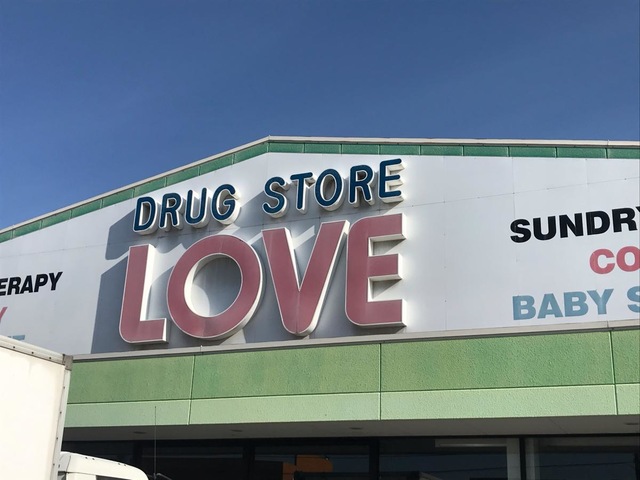 DRUG STORE
LOVE
ERAPY
SUNDRY
CO
BABY S